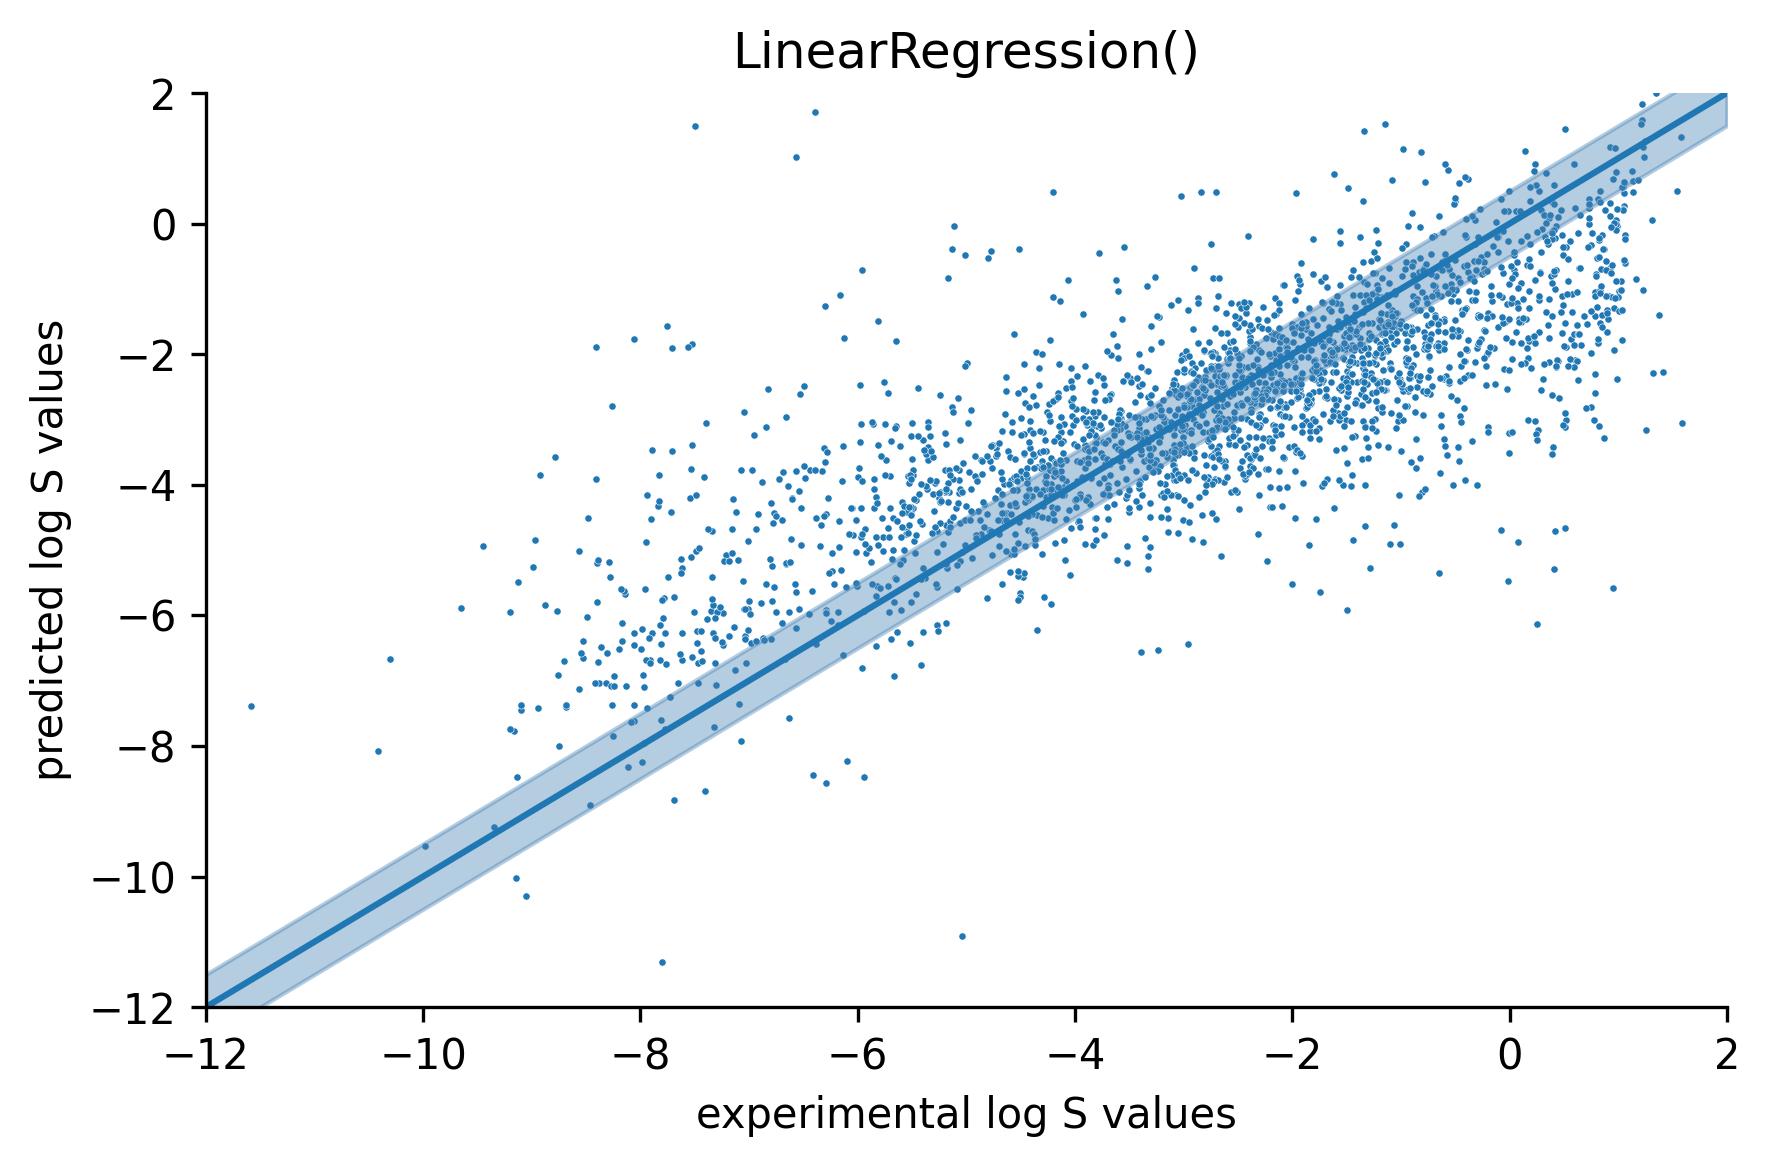 LinearRegression()
predicted log S values
2
0
−2
−4
−6
−8
−10
−12
−12 −10 −8 −6 −4 −2 0 2
experimental log S values